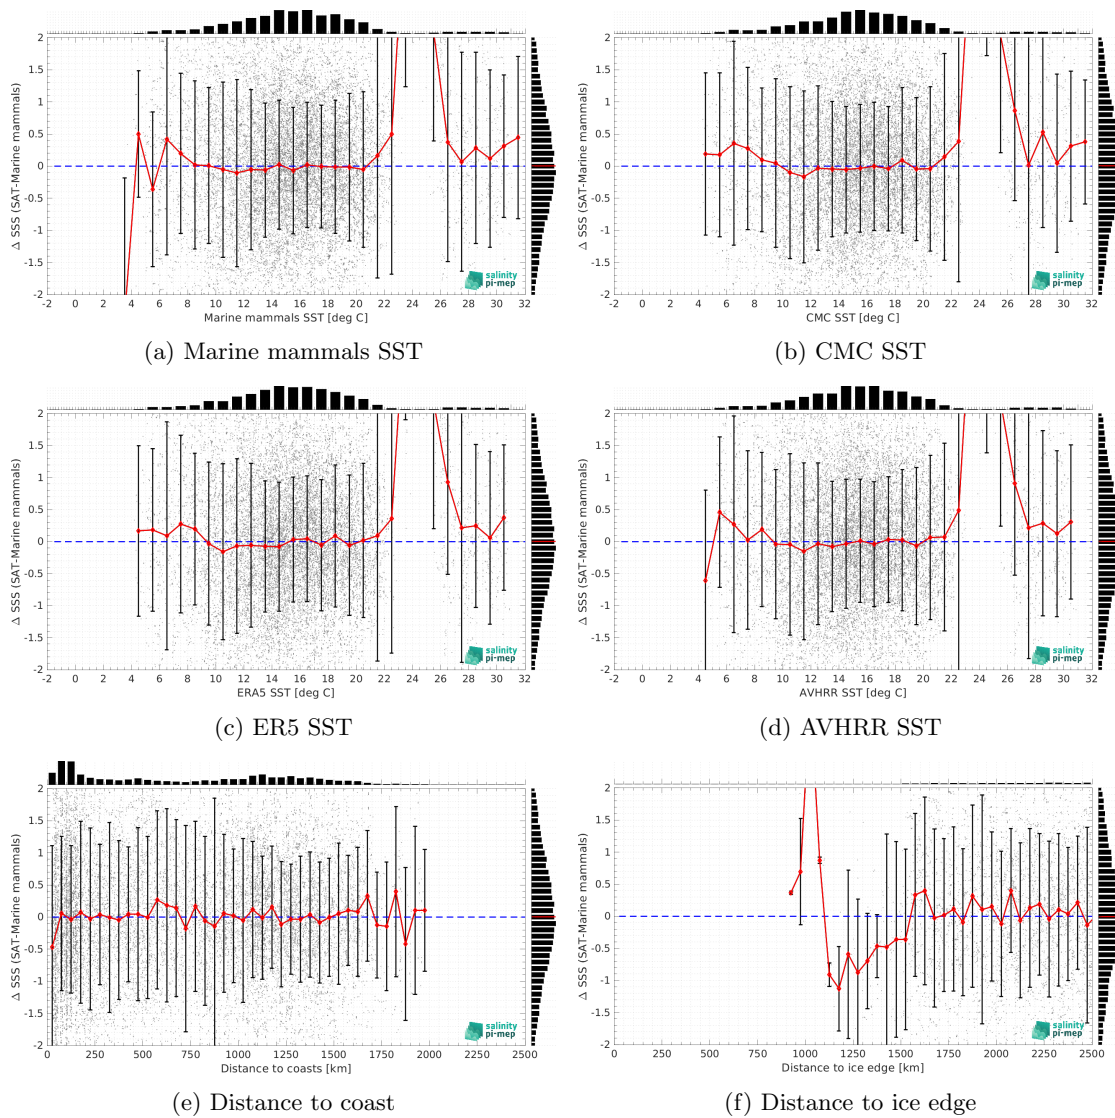 2
1.5
1
0.5
0
-0.5
-1
-1.5
-2
Δ SSS (SAT-Marine mammals)
-2 0 2 4 6 8 10 12 14 16 18 20 22 24 26 28 30 32
Marine mammals SST [deg C]
salinity
pi-mep
(a) Marine mammals SST
2
1.5
1
0.5
0
-0.5
-1
-1.5
-2
Δ SSS (SAT-Marine mammals)
-2 0 2 4 6 8 10 12 14 16 18 20 22 24 26 28 30 32
CMC SST [deg C]
salinity
pi-mep
(b) CMC SST
2
1.5
1
0.5
0
-0.5
-1
-1.5
-2
Δ SSS (SAT-Marine mammals)
-2 0 2 4 6 8 10 12 14 16 18 20 22 24 26 28 30 32
ERA5 SST [deg C]
salinity
pi-mep
(c) ER5 SST
2
1.5
1
0.5
0
-0.5
-1
-1.5
-2
Δ SSS (SAT-Marine mammals)
-2 0 2 4 6 8 10 12 14 16 18 20 22 24 26 28 30 32
AVHRR SST [deg C]
salinity
pi-mep
(d) AVHRR SST
2
1.5
1
0.5
0
-0.5
-1
-1.5
-2
Δ SSS (SAT-Marine mammals)
0 250 500 750 1000 1250 1500 1750 2000 2250 2500
Distance to coasts [km]
salinity
pi-mep
(e) Distance to coast
2
1.5
1
0.5
0
-0.5
-1
-1.5
-2
Δ SSS (SAT-Marine mammals)
0 250 500 750 1000 1250 1500 1750 2000 2250 2500
Distance to ice edge [km]
salinity
pi-mep
(f) Distance to ice edge